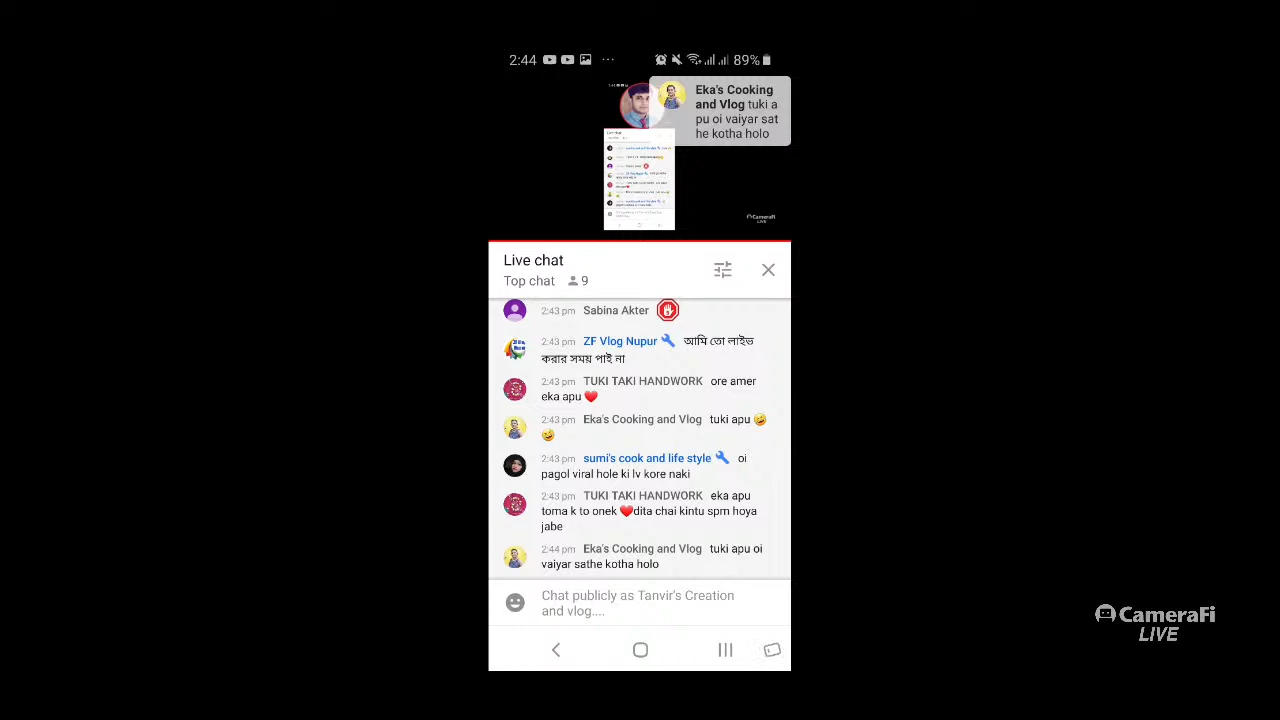 2:44
89%
Eka's Cooking
and Vlog tuki a
pu oi vaiyar sat
he kotha holo
CameraFi
LIVE
Live chat
Top chat 9
2:43 pm Sabina Akter
2:43 pm ZF Vlog Nupur আমি তো লাইভ
করার সময় পাই না
2:43 pm TUKI TAKI HANDWORK ore amer
eka apu ❤️
2:43 pm Eka's Cooking and Vlog tuki apu 🤣
🤣
2:43 pm sumi's cook and life style oi
pagol viral hole ki lv kore naki
2:43 pm TUKI TAKI HANDWORK eka apu
toma k to onek ❤️dita chai kintu spm hoya
jabe
2:44 pm Eka's Cooking and Vlog tuki apu oi
vaiyar sathe kotha holo
Chat publicly as Tanvir's Creation
and vlog....
CameraFi
LIVE